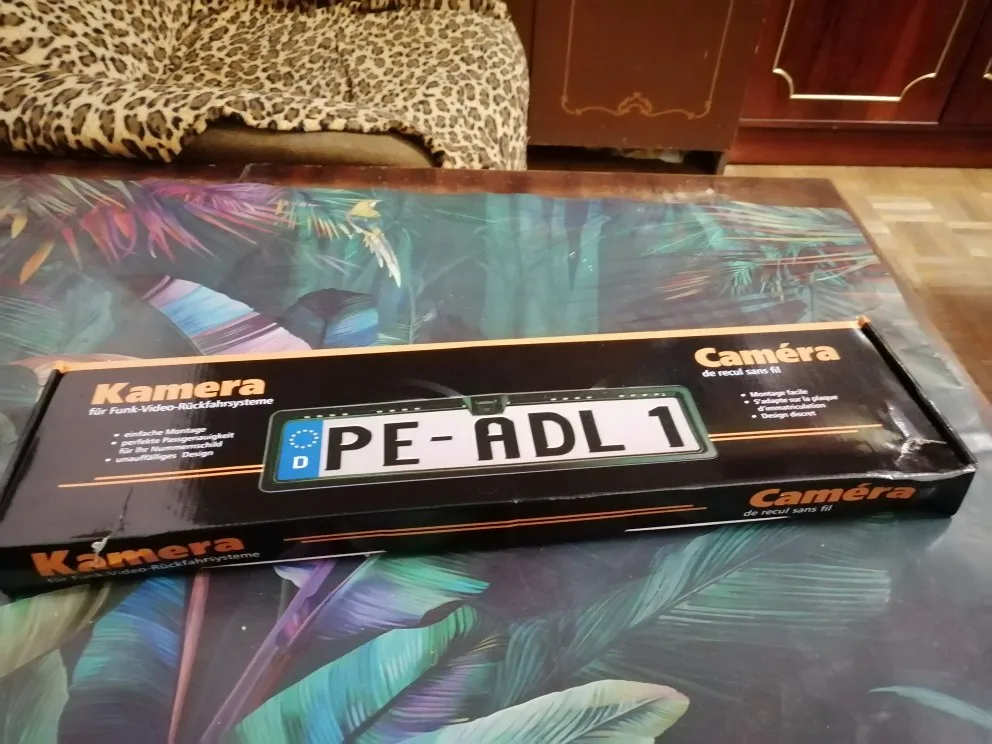 Kamera
für Funk-Video-Rückfahrsysteme
• einfache Montage
• perfekte Passgenauigkeit
für Ihr Nummernschild
• unauffälliges Design
Caméra
de recul sans fil
• Montage facile
• S'adapte sur la plaque
d'immatriculation
• Design discret
D PE- ADL 1
Kamera
für Funk-Video-Rückfahrsysteme
Caméra
de recul sans fil